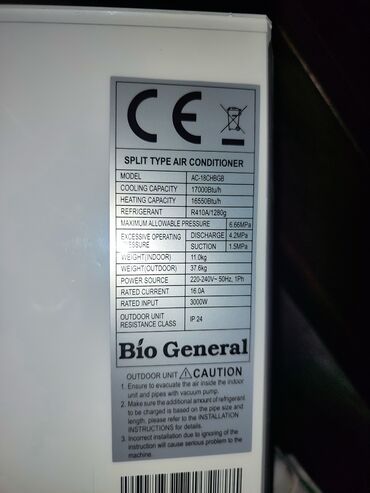 CE
SPLIT TYPE AIR CONDITIONER
MODEL AC-18CHBGB
COOLING CAPACITY 17000Btu/h
HEATING CAPACITY 16550Btu/h
REFRIGERANT R410A/1280g
MAXIMUM ALLOWABLE PRESSURE 6.66MPa
EXCESSIVE OPERATING PRESSURE DISCHARGE 4.2MPa
SUCTION 1.5MPa
WEIGHT(INDOOR) 11.0kg
WEIGHT(OUTDOOR) 37.6kg
POWER SOURCE 220-240V~ 50Hz, 1Ph
RATED CURRENT 16.0A
RATED INPUT 3000W
OUTDOOR UNIT
RESISTANCE CLASS IP 24
Bio General
OUTDOOR UNIT CAUTION
1. Ensure to evacuate the air inside the indoor
unit and pipes with vacuum pump.
2. Make sure the additional amount of refrigerant
to be charged is based on the pipe size and
length, please refer to the INSTALLATION
INSTRUCTIONS for details.
3. Incorrect installation due to ignoring of the
instruction will cause serious problem to the
machine.